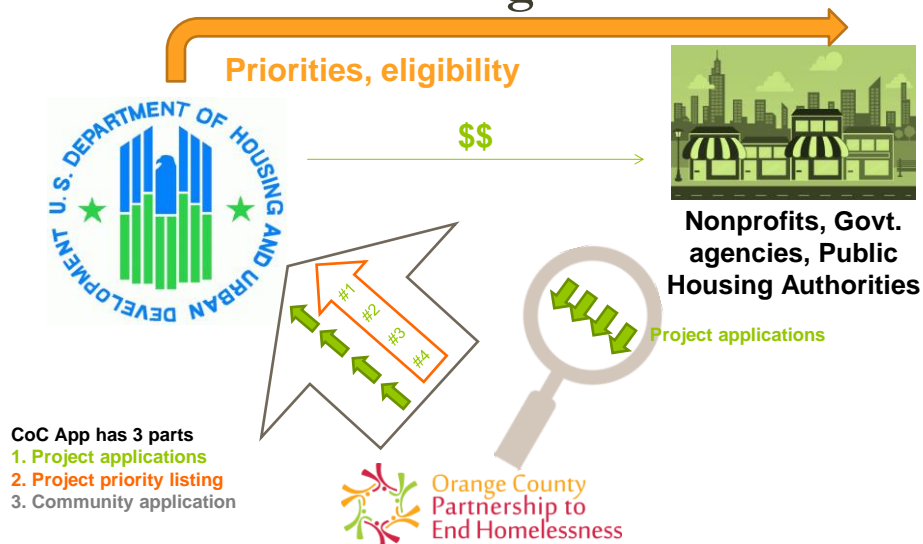 Priorities, eligibility
U.S. DEPARTMENT OF HOUSING AND URBAN DEVELOPMENT
$$
Nonprofits, Govt.
agencies, Public
Housing Authorities
#1
#2
#3
#4
Project applications
CoC App has 3 parts
1. Project applications
2. Project priority listing
3. Community application
Orange County
Partnership to
End Homelessness